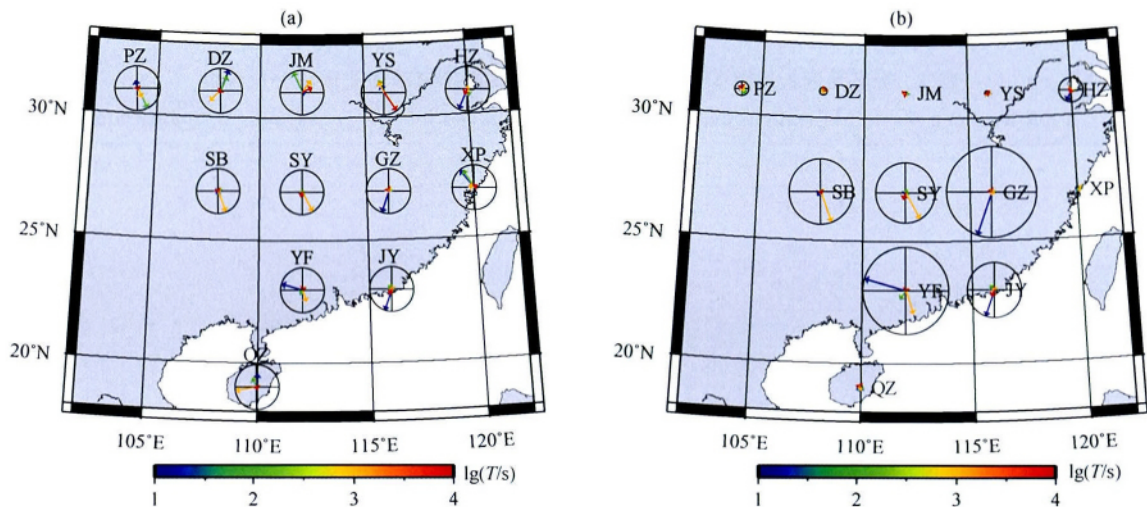 (a)
PZ DZ JM YS HZ
30°N
SB SY GZ XP
25°N
YF JY
20°N
QZ
105°E 110°E 115°E 120°E
lg(T/s)
1 2 3 4
(b)
PZ DZ JM YS HZ
30°N
SB SY GZ XP
25°N
YF JY
20°N
QZ
105°E 110°E 115°E 120°E
lg(T/s)
1 2 3 4